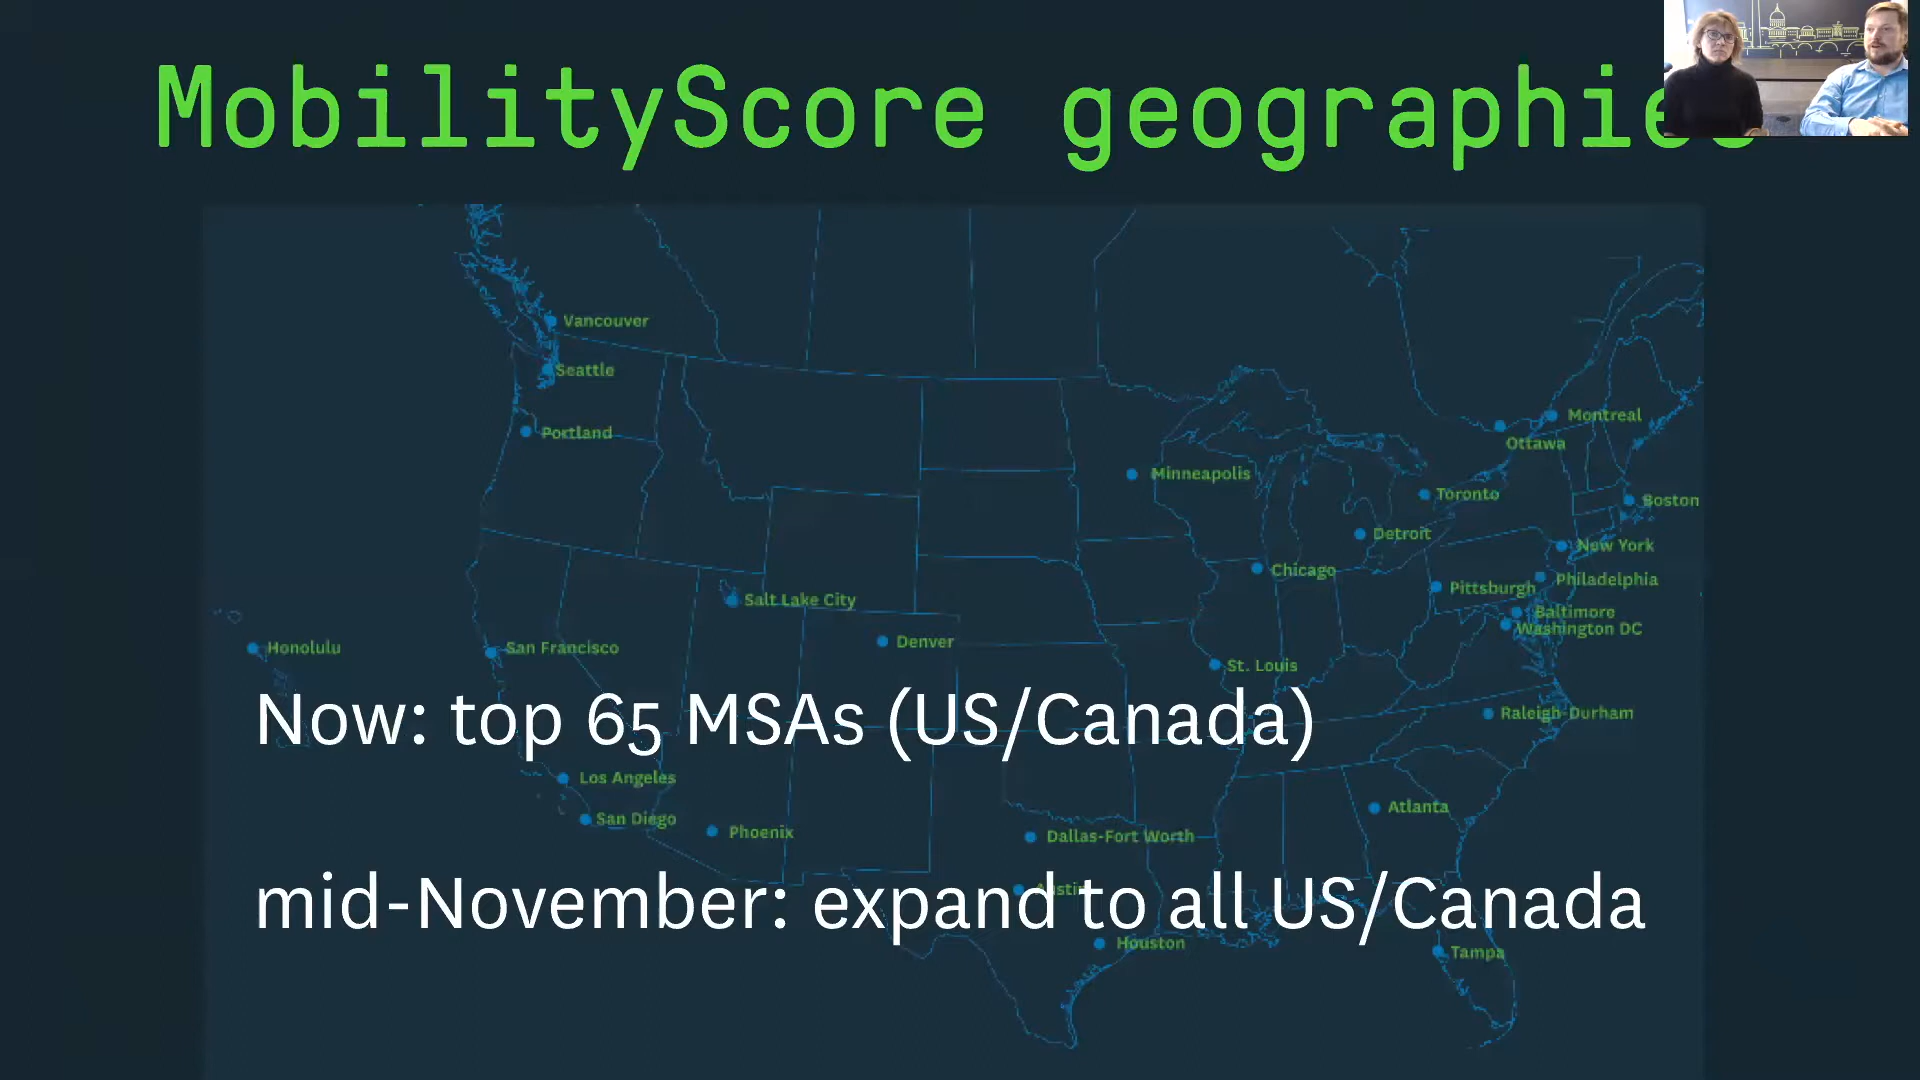 MobilityScore geographies
Vancouver
Seattle
Portland
Montreal
Ottawa
Minneapolis
Toronto
Boston
Detroit
New York
Chicago
Philadelphia
Pittsburgh
Salt Lake City
Baltimore
Washington DC
Denver
Honolulu
San Francisco
St. Louis
Now: top 65 MSAs (US/Canada)
Raleigh-Durham
Los Angeles
San Diego
Phoenix
Atlanta
Dallas-Fort Worth
Austin
mid-November: expand to all US/Canada
Houston
Tampa